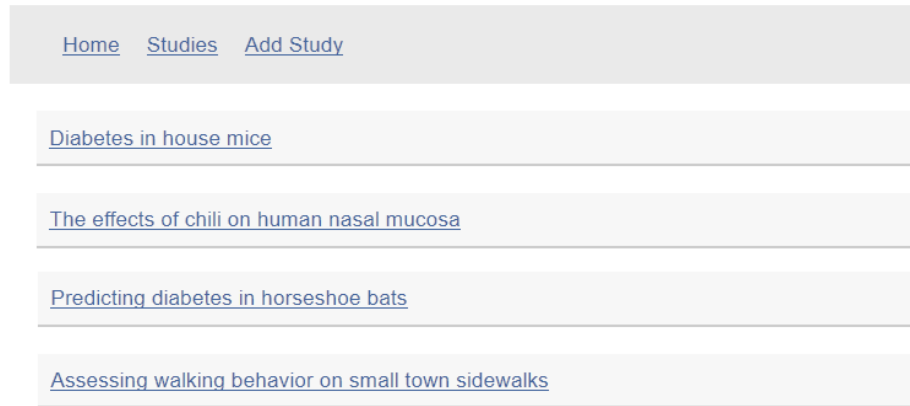 Home Studies Add Study
Diabetes in house mice
The effects of chili on human nasal mucosa
Predicting diabetes in horseshoe bats
Assessing walking behavior on small town sidewalks